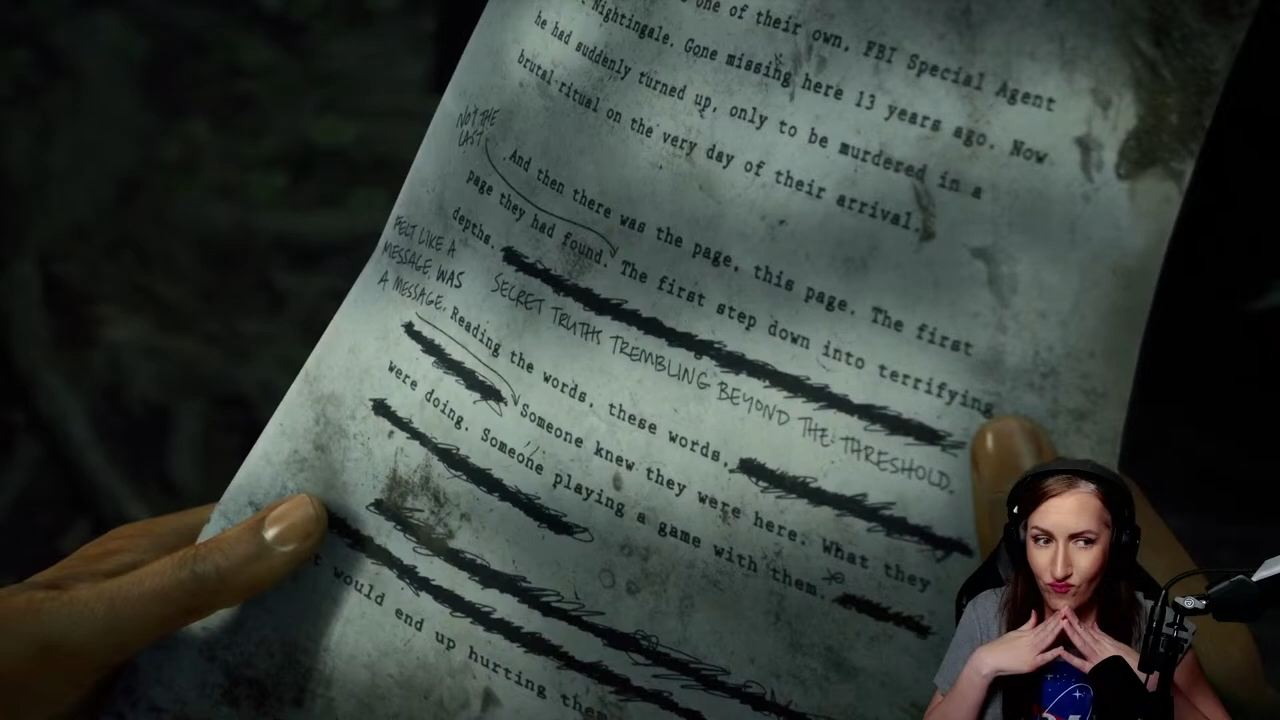 one of their own, FBI Special Agent
Nightingale. Gone missing here 13 years ago. Now
he had suddenly turned up, only to be murdered in a
brutal ritual on the very day of their arrival.
NOT THE
LAST
And then there was the page, this page. The first
page they had found. The first step down into terrifying
depths.
SECRET TRUTHS TREMBLING BEYOND THE THRESHOLD.
FELT LIKE A
MESSAGE, WAS
A MESSAGE.
Reading the words, these words,
Someone knew they were here. What they
were doing. Someone playing a game with them.
would end up hurting them